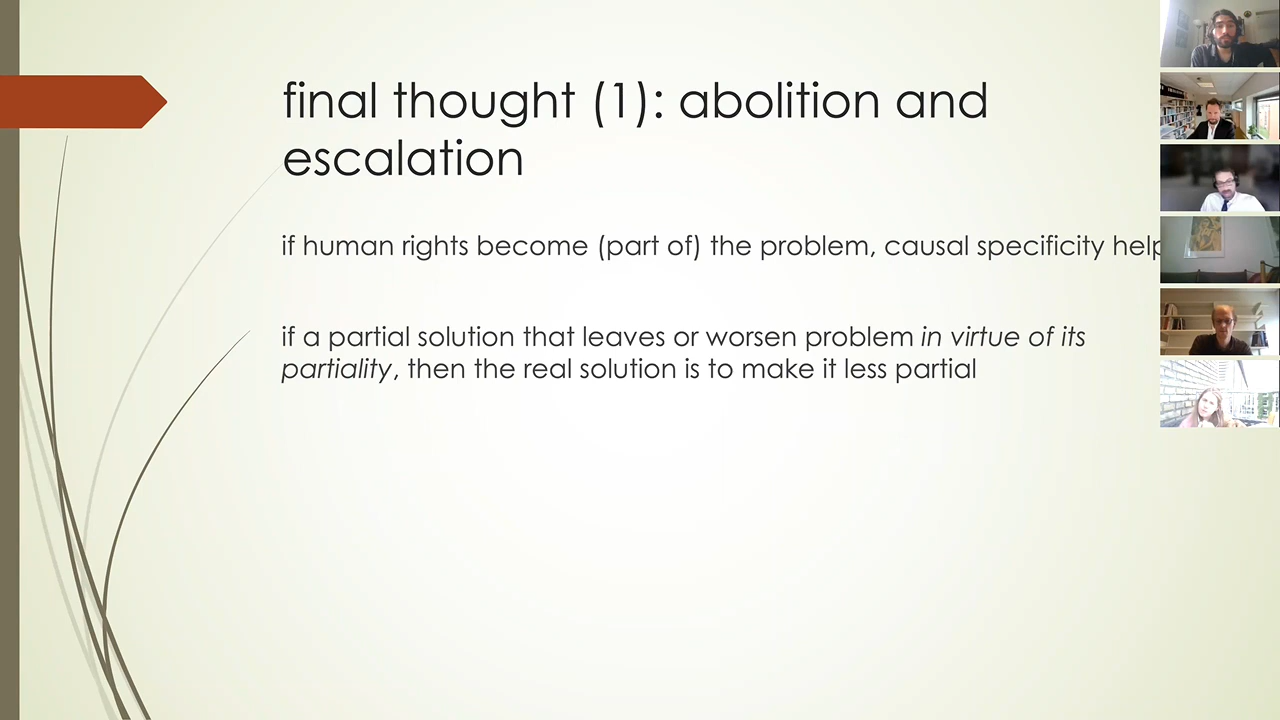 final thought (1): abolition and
escalation
if human rights become (part of) the problem, causal specificity help
if a partial solution that leaves or worsen problem in virtue of its
partiality, then the real solution is to make it less partial